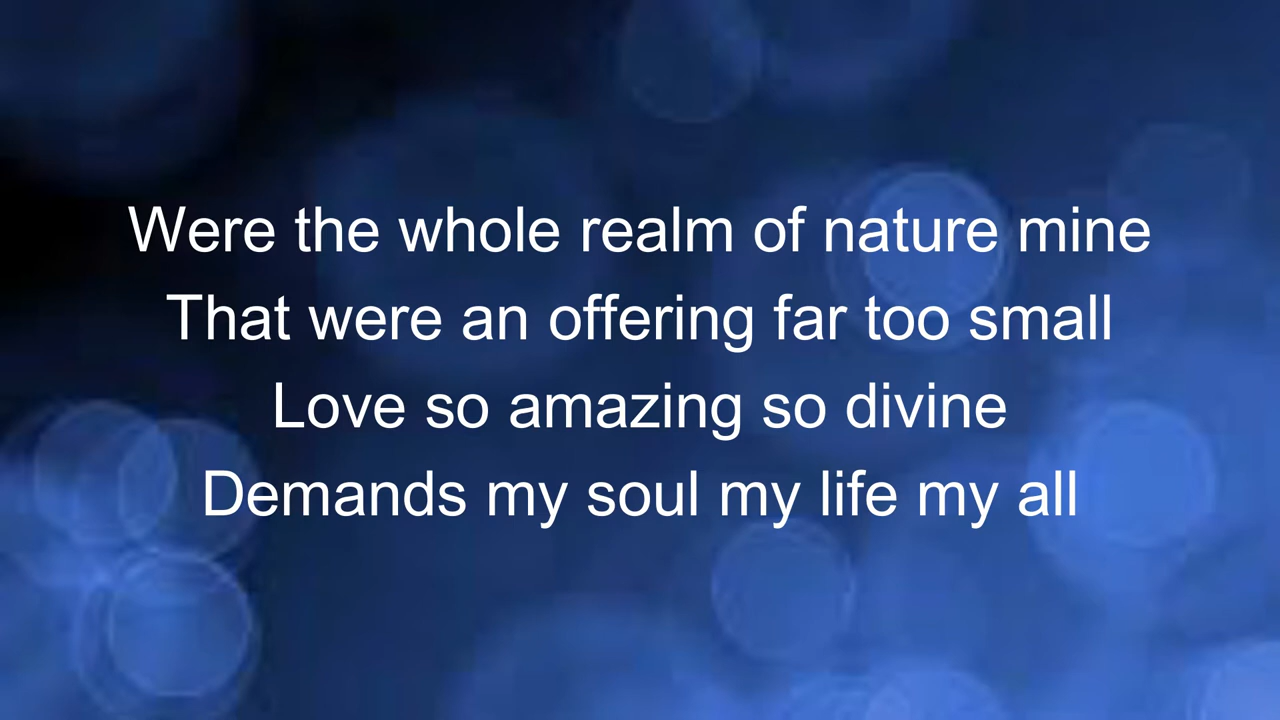 Were the whole realm of nature mine
That were an offering far too small
Love so amazing so divine
Demands my soul my life my all